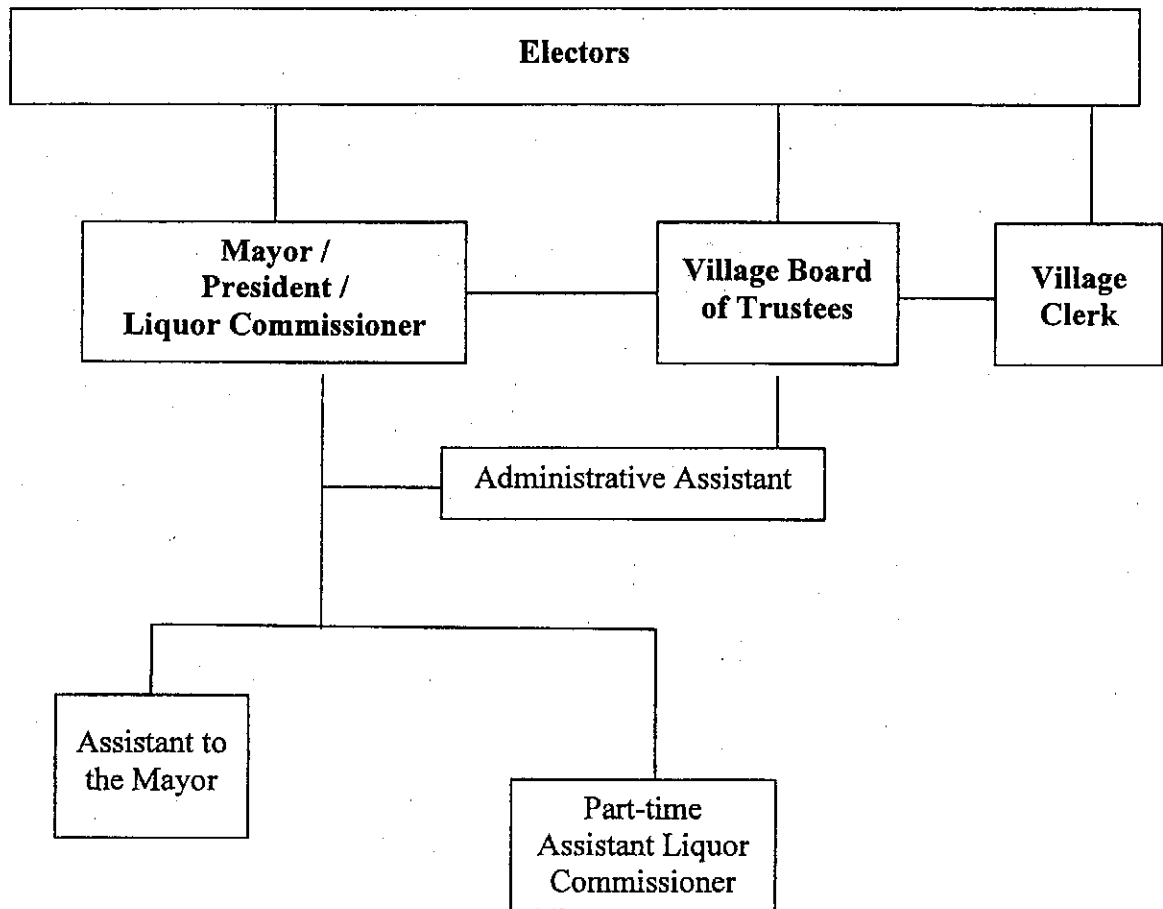 Electors
Mayor /
President /
Liquor Commissioner
Village Board
of Trustees
Village
Clerk
Administrative Assistant
Assistant to
the Mayor
Part-time
Assistant Liquor
Commissioner